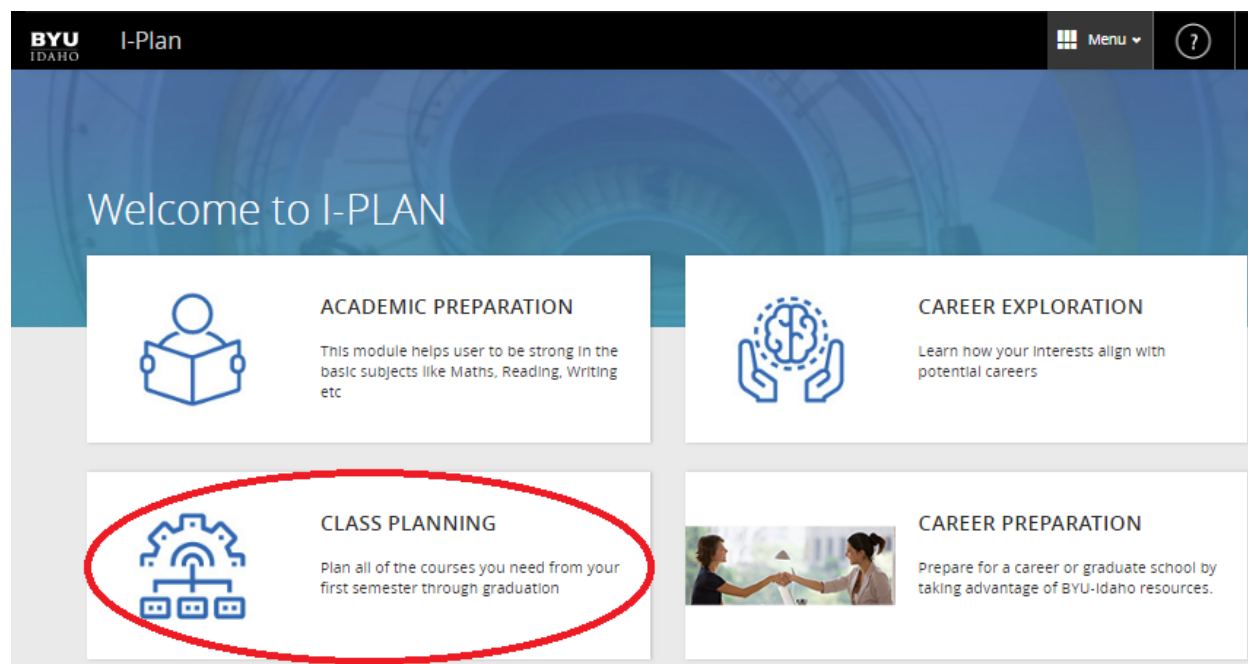 BYU
IDAHO
I-Plan
Menu
?
Welcome to I-PLAN
ACADEMIC PREPARATION
This module helps user to be strong in the
basic subjects like Maths, Reading, Writing
etc
CAREER EXPLORATION
Learn how your interests align with
potential careers
CLASS PLANNING
Plan all of the courses you need from your
first semester through graduation
CAREER PREPARATION
Prepare for a career or graduate school by
taking advantage of BYU-Idaho resources.